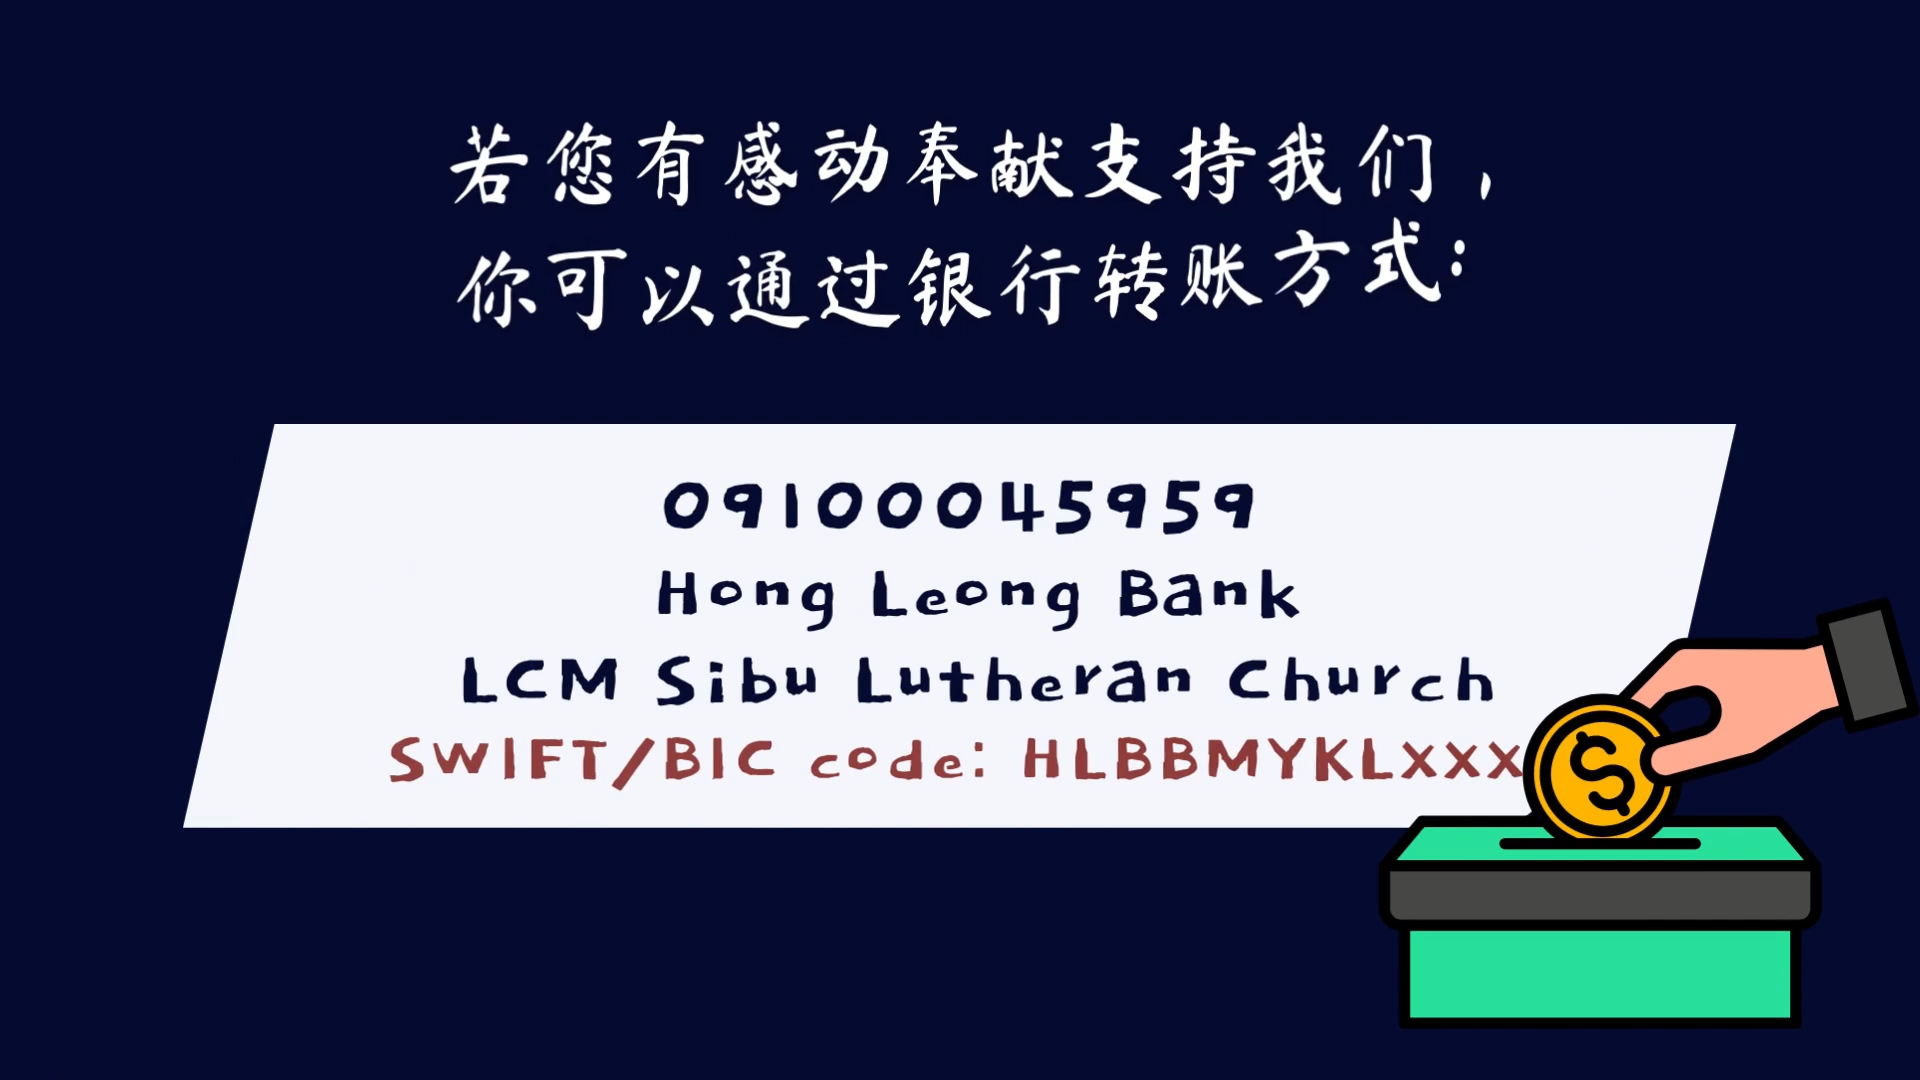 若您有感动奉献支持我们，
你可以通过银行转账方式：
09100045959
Hong Leong Bank
LCM Sibu Lutheran Church
SWIFT/BIC code: HLBBMYKLXXX